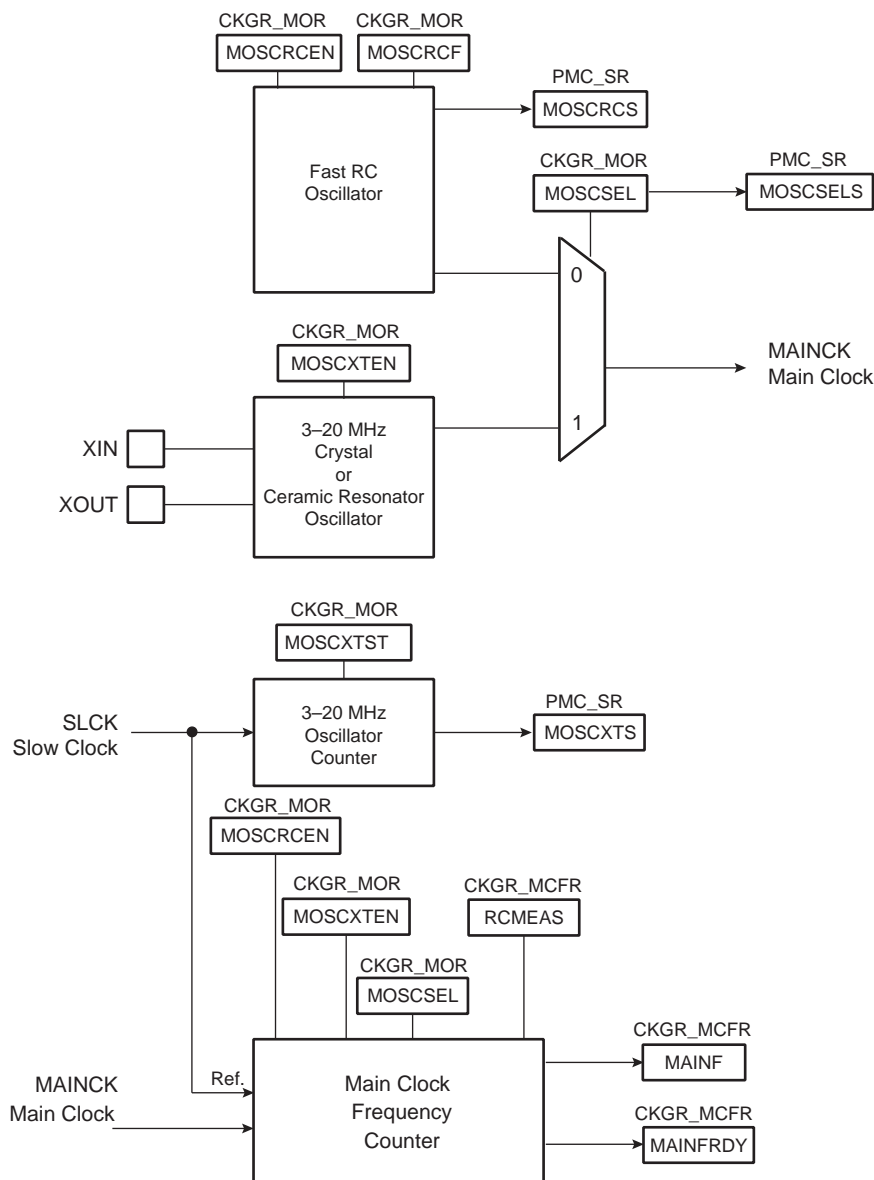 CKGR_MOR
MOSCRCEN
CKGR_MOR
MOSCRCF
PMC_SR
MOSCRCS
Fast RC
Oscillator
CKGR_MOR
MOSCSEL
PMC_SR
MOSCSELS
0
1
MAINCK
Main Clock
CKGR_MOR
MOSCXTEN
XIN
XOUT
3–20 MHz
Crystal
or
Ceramic Resonator
Oscillator
CKGR_MOR
MOSCXTST
SLCK
Slow Clock
3–20 MHz
Oscillator
Counter
PMC_SR
MOSCXTS
CKGR_MOR
MOSCRCEN
CKGR_MOR
MOSCXTEN
CKGR_MOR
MOSCSEL
CKGR_MCFR
RCMEAS
MAINCK
Main Clock
Ref.
Main Clock
Frequency
Counter
CKGR_MCFR
MAINF
CKGR_MCFR
MAINFRDY